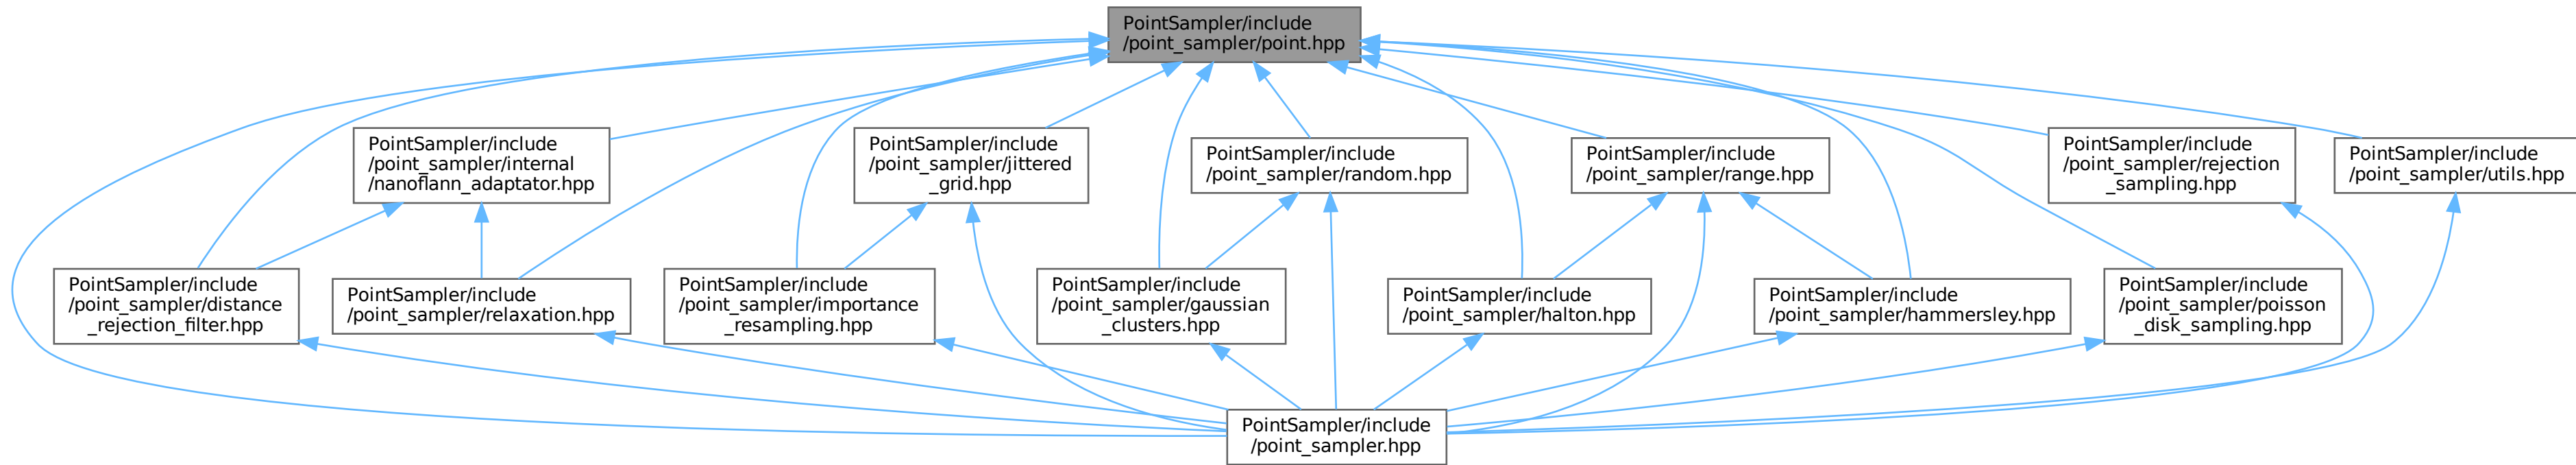 PointSampler/include
/point_sampler/point.hpp
PointSampler/include
/point_sampler/internal
/nanoflann_adaptator.hpp
PointSampler/include
/point_sampler/jittered
_grid.hpp
PointSampler/include
/point_sampler/random.hpp
PointSampler/include
/point_sampler/range.hpp
PointSampler/include
/point_sampler/rejection
_sampling.hpp
PointSampler/include
/point_sampler/utils.hpp
PointSampler/include
/point_sampler/distance
_rejection_filter.hpp
PointSampler/include
/point_sampler/relaxation.hpp
PointSampler/include
/point_sampler/importance
_resampling.hpp
PointSampler/include
/point_sampler/gaussian
_clusters.hpp
PointSampler/include
/point_sampler/halton.hpp
PointSampler/include
/point_sampler/hammersley.hpp
PointSampler/include
/point_sampler/poisson
_disk_sampling.hpp
PointSampler/include
/point_sampler.hpp